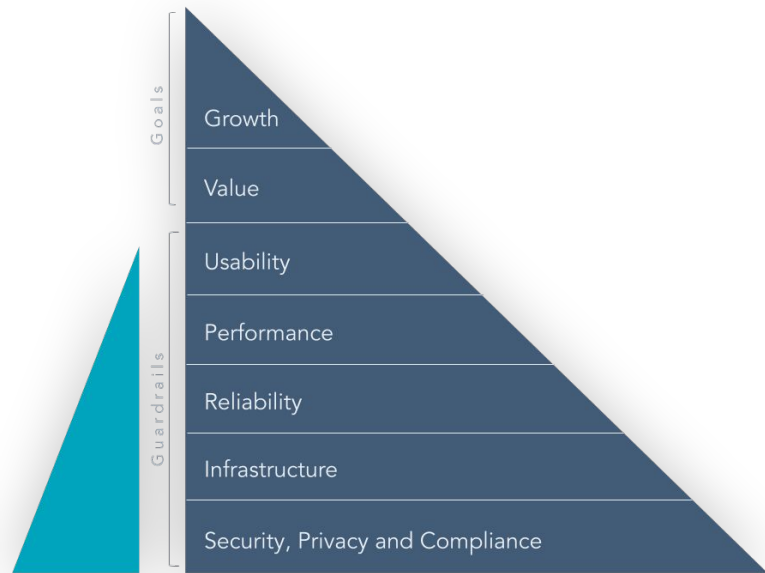 Goals
Growth
Value
Guardrails
Usability
Performance
Reliability
Infrastructure
Security, Privacy and Compliance